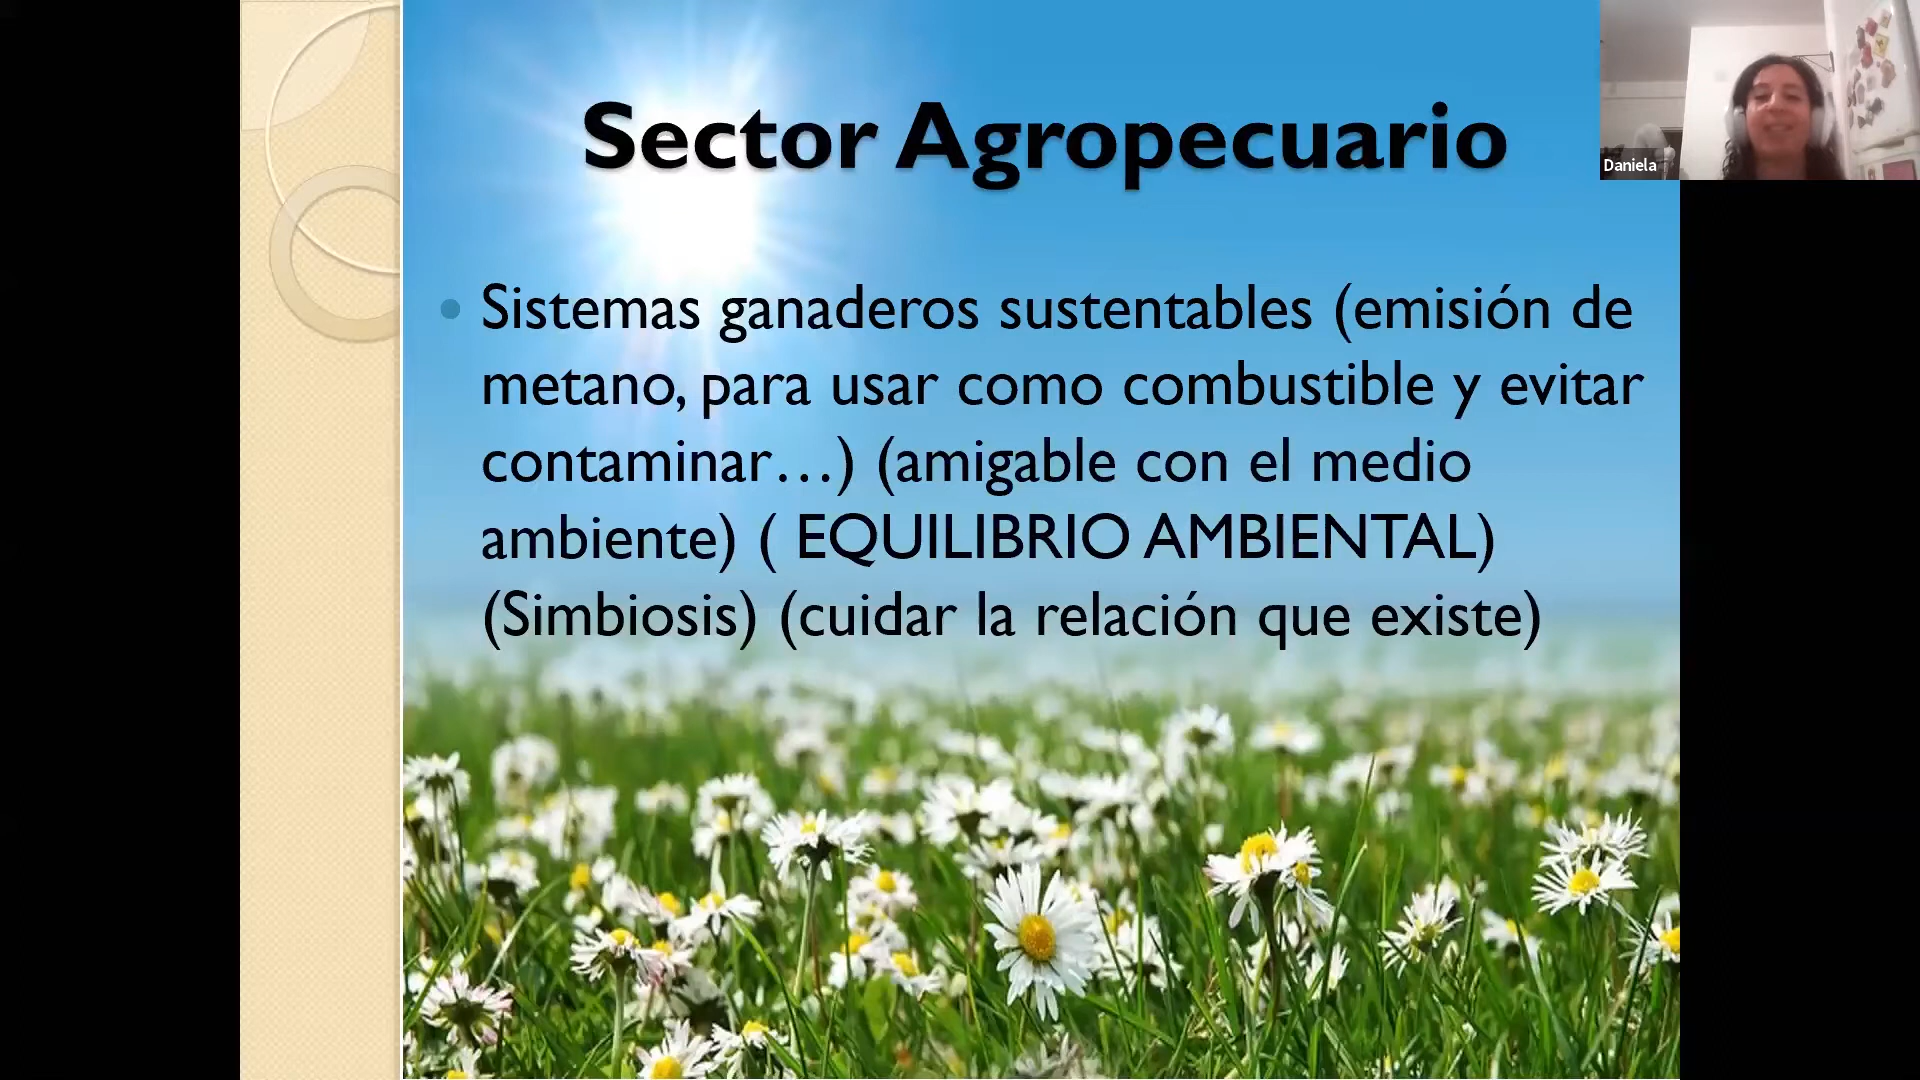 Sector Agropecuario
Daniela
• Sistemas ganaderos sustentables (emisión de
metano, para usar como combustible y evitar
contaminar…) (amigable con el medio
ambiente) ( EQUILIBRIO AMBIENTAL)
(Simbiosis) (cuidar la relación que existe)